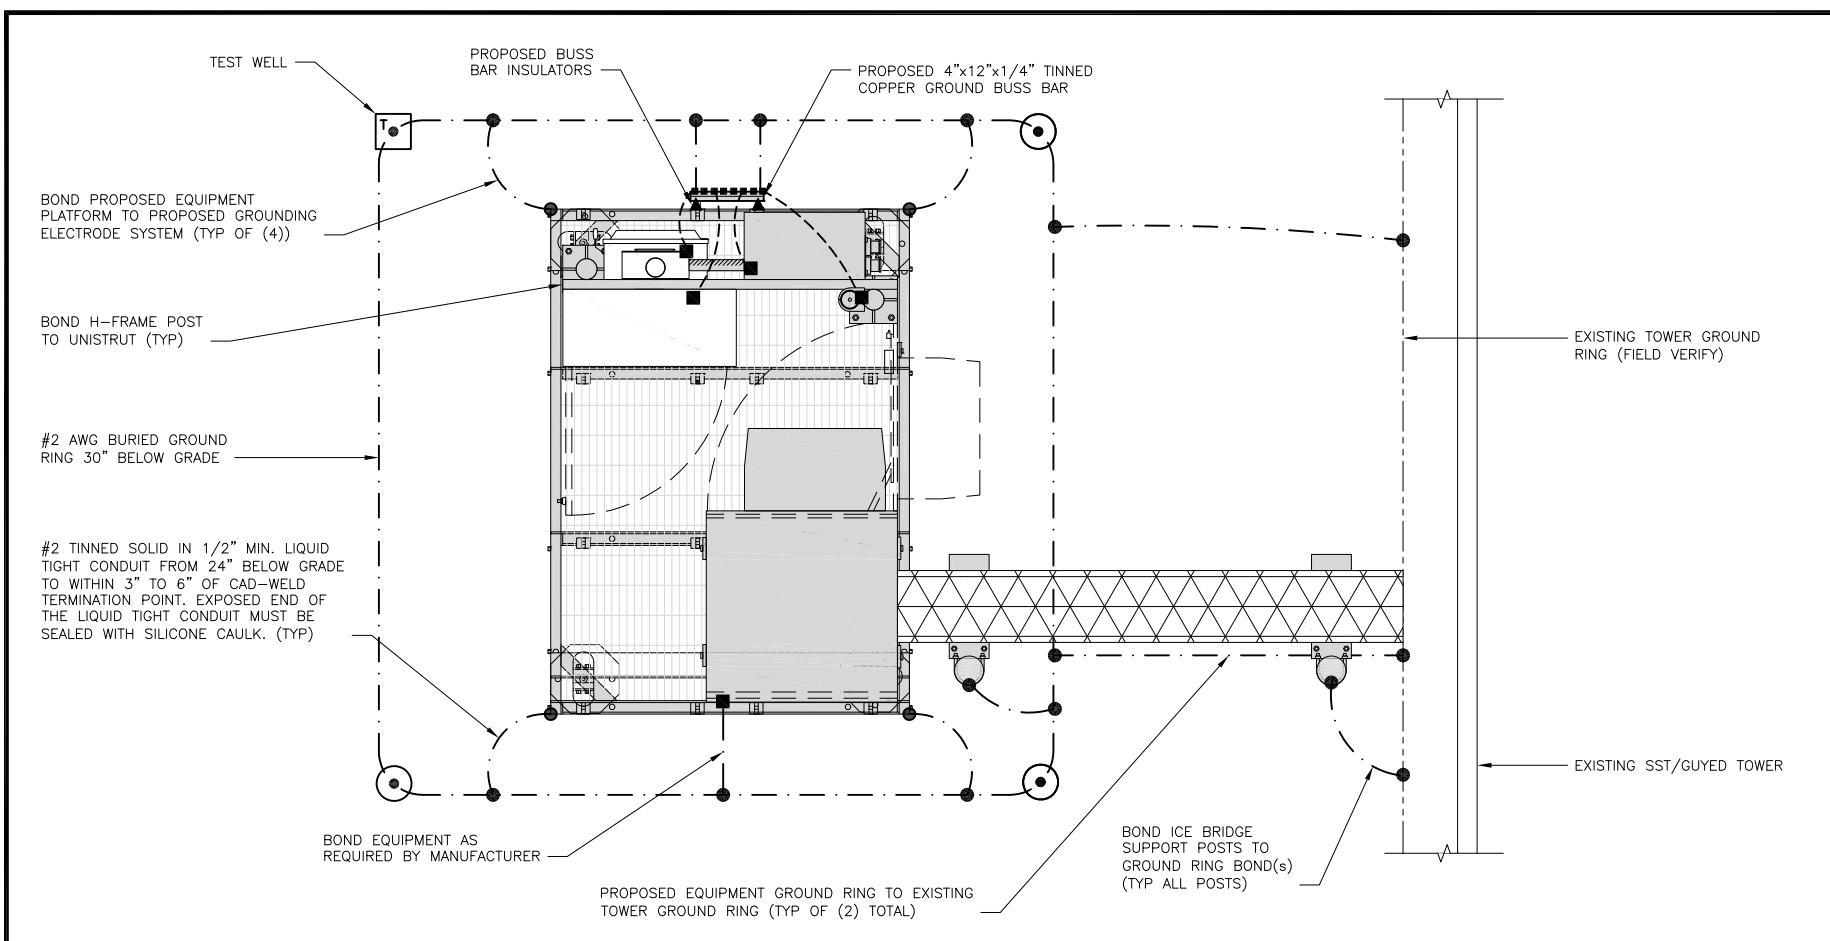 TEST WELL
PROPOSED BUSS
BAR INSULATORS
PROPOSED 4"x12"x1/4" TINNED
COPPER GROUND BUSS BAR
T
BOND PROPOSED EQUIPMENT
PLATFORM TO PROPOSED GROUNDING
ELECTRODE SYSTEM (TYP OF (4))
BOND H-FRAME POST
TO UNISTRUT (TYP)
EXISTING TOWER GROUND
RING (FIELD VERIFY)
#2 AWG BURIED GROUND
RING 30" BELOW GRADE
#2 TINNED SOLID IN 1/2" MIN. LIQUID
TIGHT CONDUIT FROM 24" BELOW GRADE
TO WITHIN 3" TO 6" OF CAD-WELD
TERMINATION POINT. EXPOSED END OF
THE LIQUID TIGHT CONDUIT MUST BE
SEALED WITH SILICONE CAULK. (TYP)
EXISTING SST/GUYED TOWER
BOND EQUIPMENT AS
REQUIRED BY MANUFACTURER
BOND ICE BRIDGE
SUPPORT POSTS TO
GROUND RING BOND(s)
(TYP ALL POSTS)
PROPOSED EQUIPMENT GROUND RING TO EXISTING
TOWER GROUND RING (TYP OF (2) TOTAL)